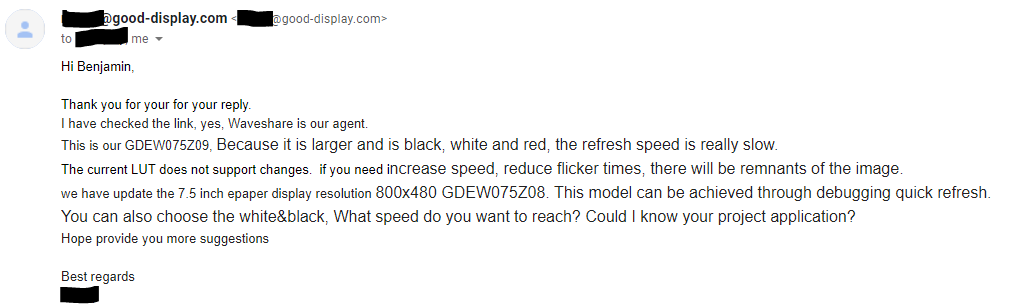 @good-display.com < @good-display.com>
to , me
Hi Benjamin,
Thank you for your for your reply.
I have checked the link, yes, Waveshare is our agent.
This is our GDEW075Z09, Because it is larger and is black, white and red, the refresh speed is really slow.
The current LUT does not support changes.  if you need increase speed, reduce flicker times, there will be remnants of the image.
we have update the 7.5 inch epaper display resolution 800x480 GDEW075Z08. This model can be achieved through debugging quick refresh.
You can also choose the white&black, What speed do you want to reach? Could I know your project application?
Hope provide you more suggestions
Best regards